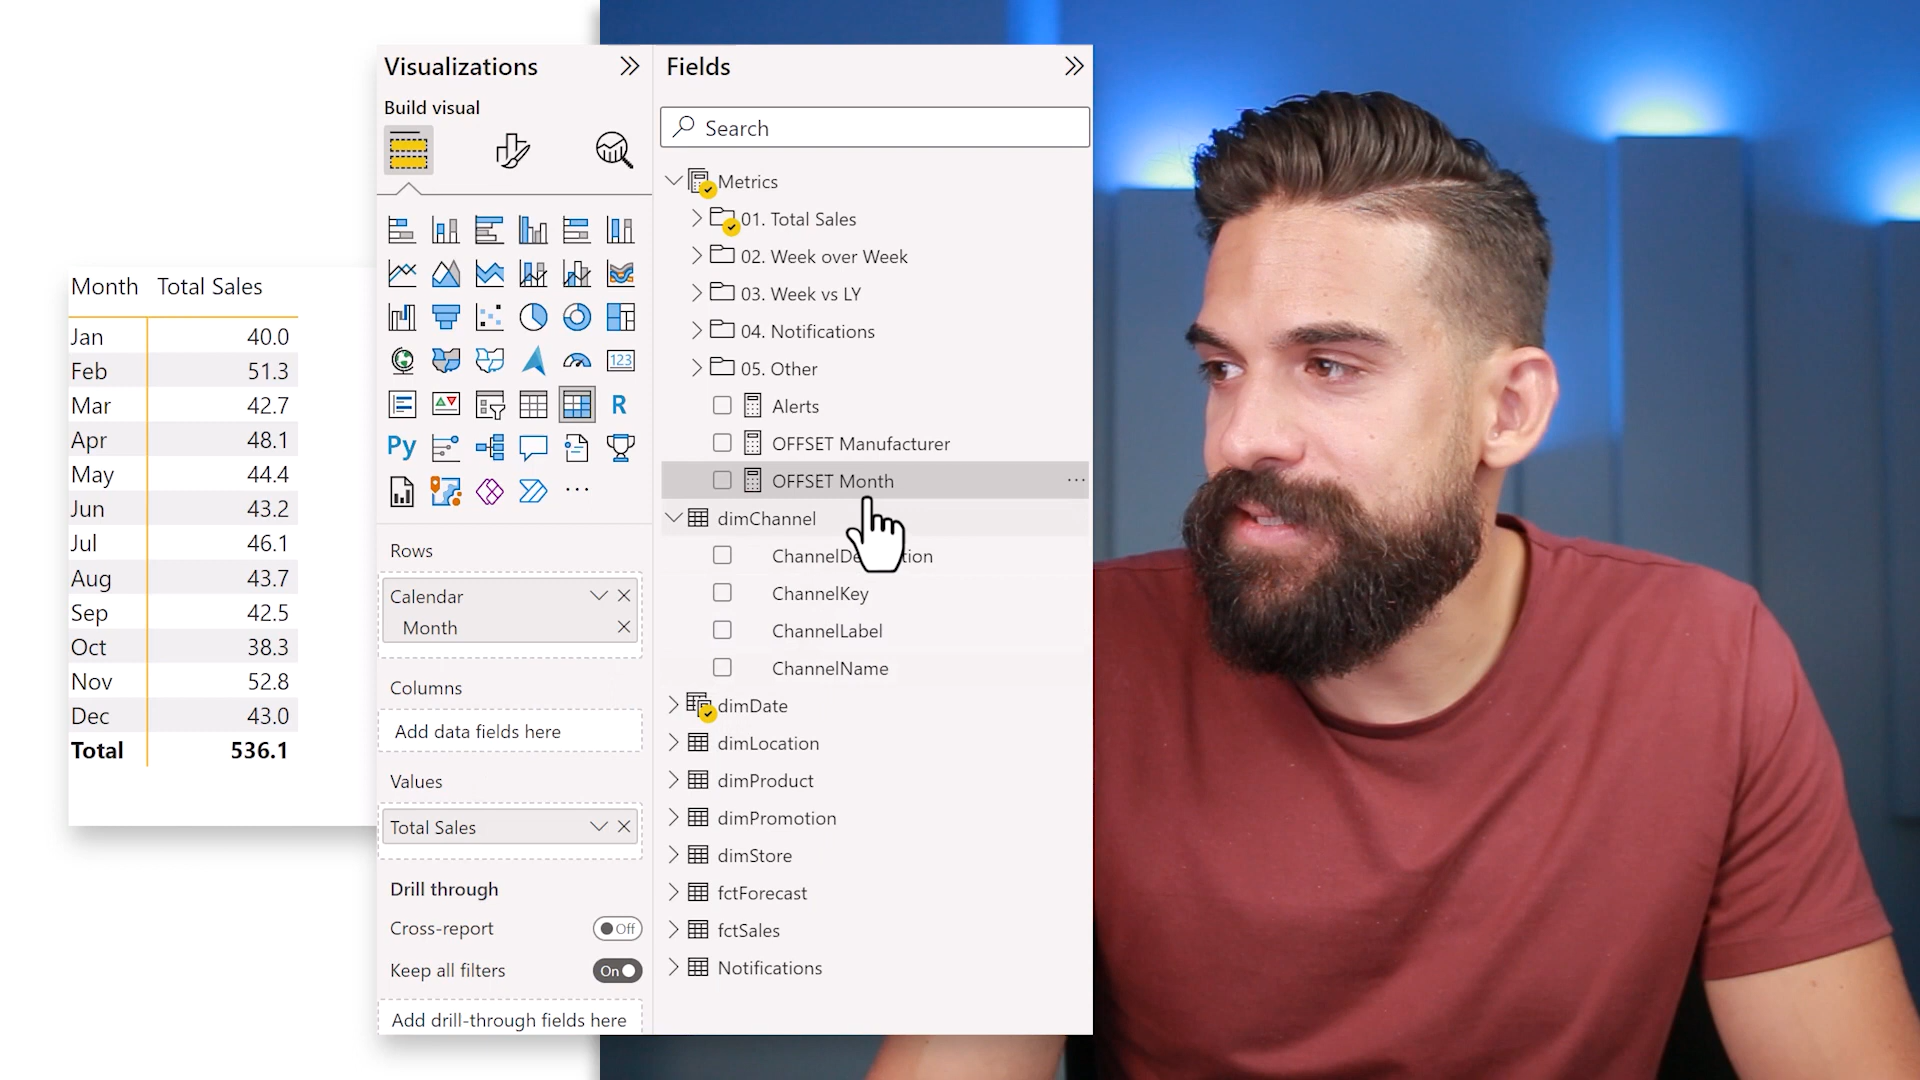 Month Total Sales
Jan 40.0
Feb 51.3
Mar 42.7
Apr 48.1
May 44.4
Jun 43.2
Jul 46.1
Aug 43.7
Sep 42.5
Oct 38.3
Nov 52.8
Dec 43.0
Total 536.1
Visualizations
Build visual
123
R
Py
Rows
Calendar
Month
Columns
Add data fields here
Values
Total Sales
Drill through
Cross-report Off
Keep all filters On
Add drill-through fields here
Fields
Search
Metrics
01. Total Sales
02. Week over Week
03. Week vs LY
04. Notifications
05. Other
Alerts
OFFSET Manufacturer
OFFSET Month
dimChannel
ChannelKey
ChannelLabel
ChannelName
dimDate
dimLocation
dimProduct
dimPromotion
dimStore
fctForecast
fctSales
Notifications